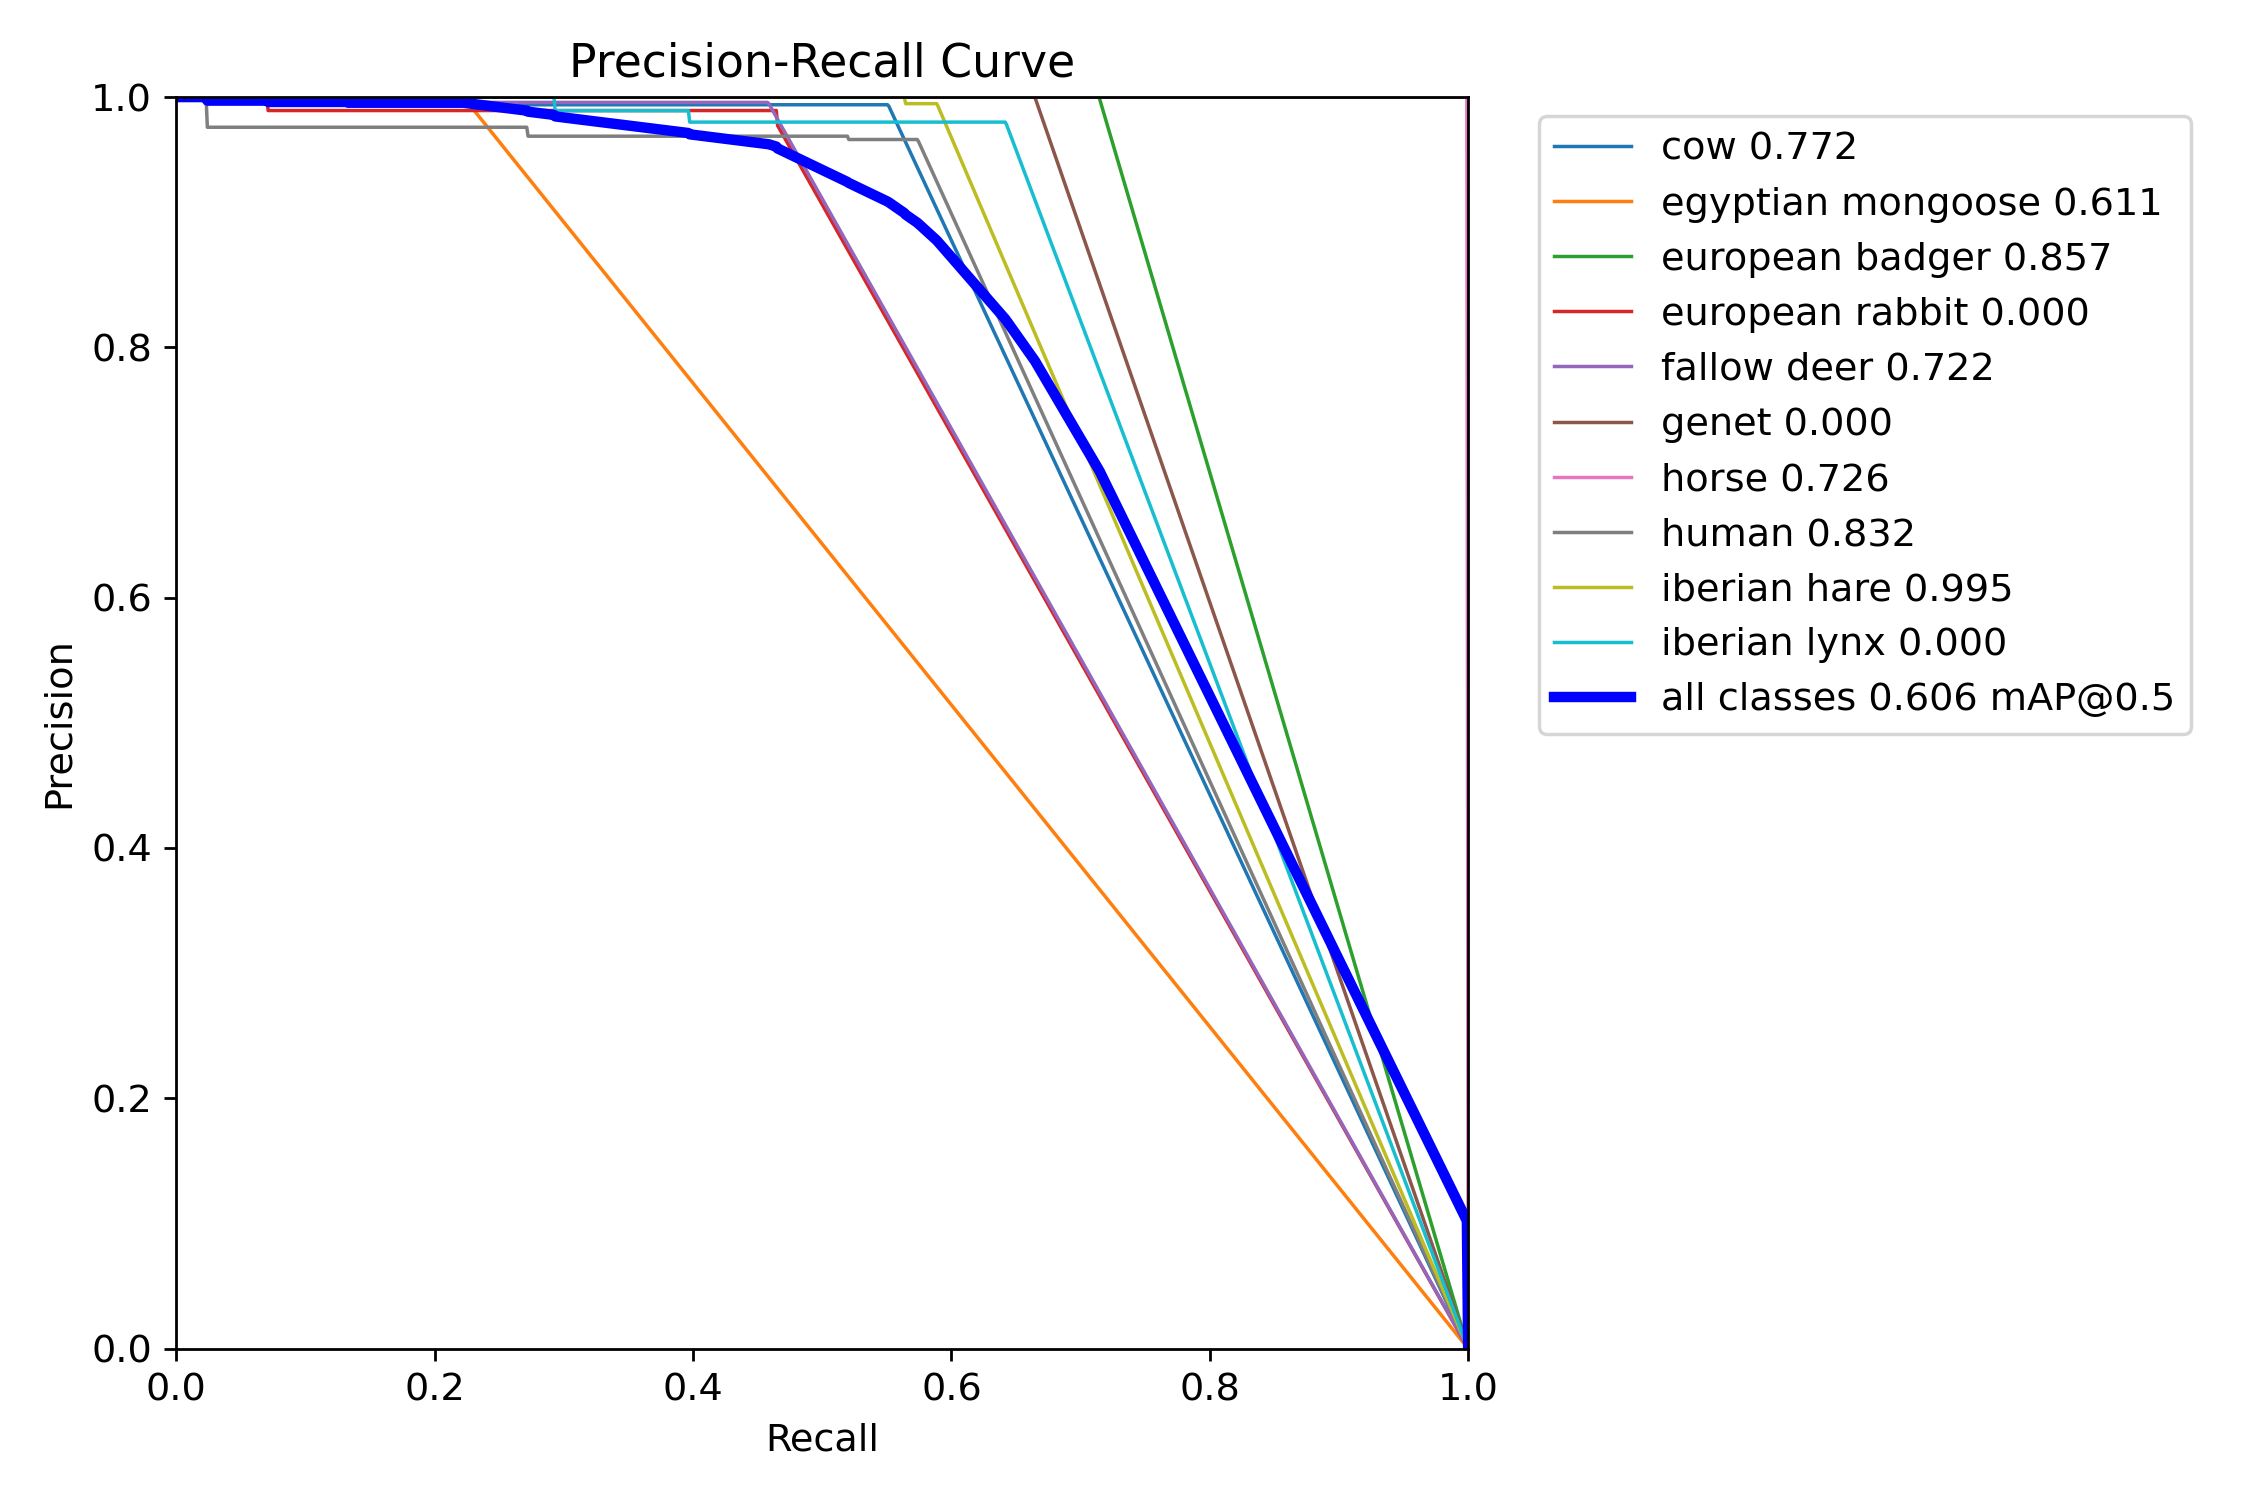 Precision-Recall Curve
1.0
0.8
0.6
0.4
0.2
0.0
Precision
0.0 0.2 0.4 0.6 0.8 1.0
Recall
cow 0.772
egyptian mongoose 0.611
european badger 0.857
european rabbit 0.000
fallow deer 0.722
genet 0.000
horse 0.726
human 0.832
iberian hare 0.995
iberian lynx 0.000
all classes 0.606 mAP@0.5